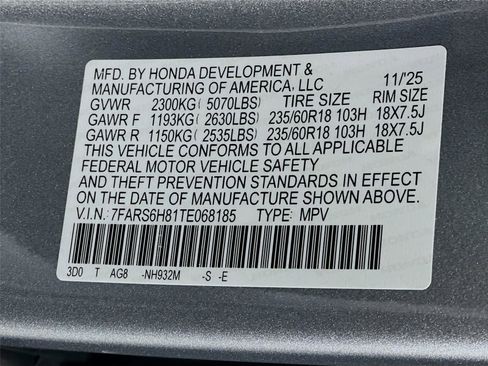 MFD. BY HONDA DEVELOPMENT &
MANUFACTURING OF AMERICA, LLC 11/'25
GVWR 2300KG(5070LBS) TIRE SIZE RIM SIZE
GAWR F 1193KG(2630LBS) 235/60R18 103H 18X7.5J
GAWR R 1150KG(2535LBS) 235/60R18 103H 18X7.5J
THIS VEHICLE CONFORMS TO ALL APPLICABLE
FEDERAL MOTOR VEHICLE SAFETY
AND THEFT PREVENTION STANDARDS IN EFFECT
ON THE DATE OF MANUFACTURE SHOWN ABOVE.
V.I.N.: 7FARS6H81TE068185 TYPE: MPV
3D0 T AG8 -NH932M -S -E